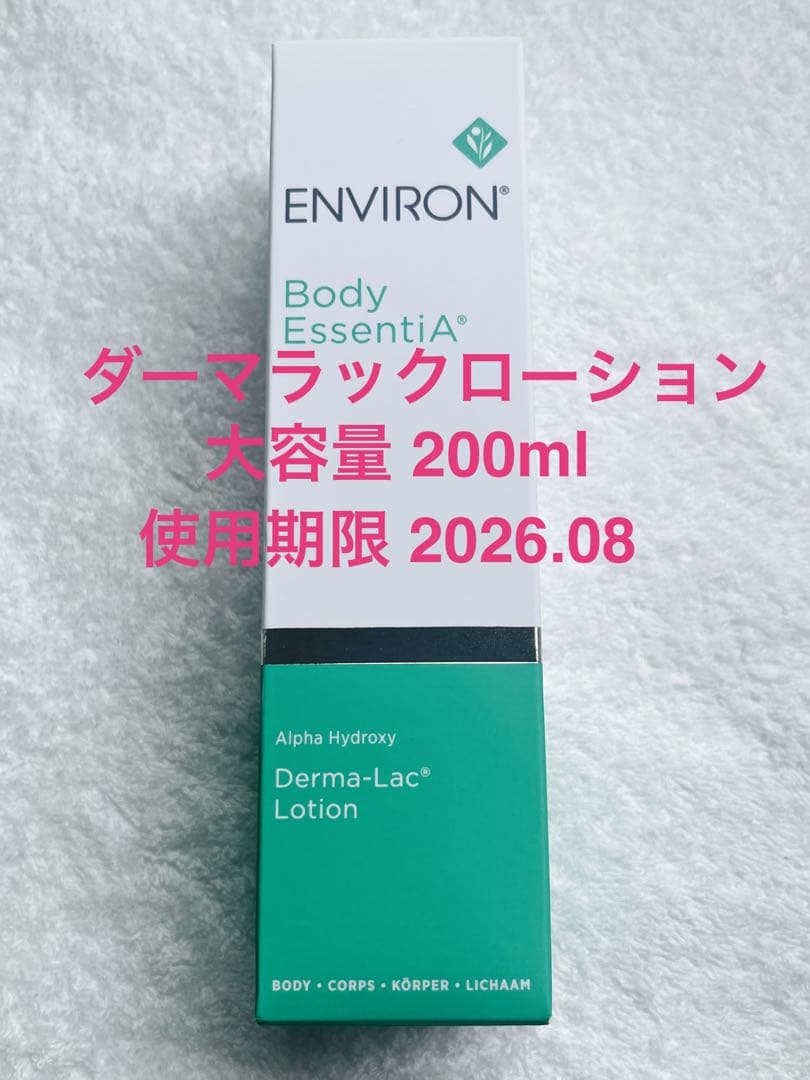 ENVIRON®
Body
EssentiA®
ダーマラックローション
大容量 200ml
使用期限 2026.08
Alpha Hydroxy
Derma-Lac®
Lotion
BODY • CORPS • KÖRPER • LICHAAM